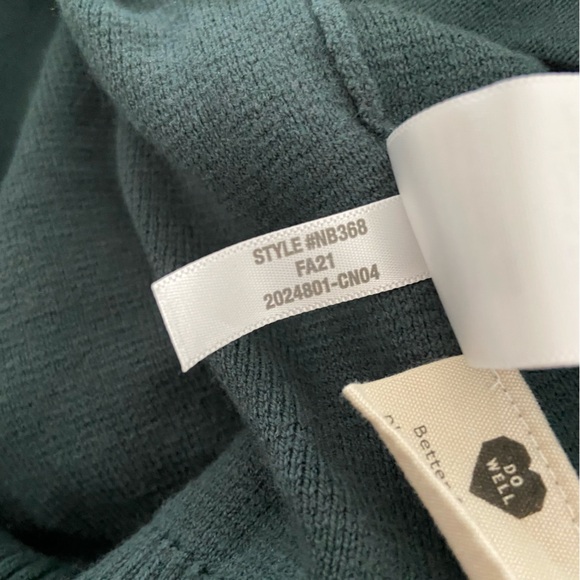 STYLE #NB368
FA21
2024801-CN04
Better
DO
WELL